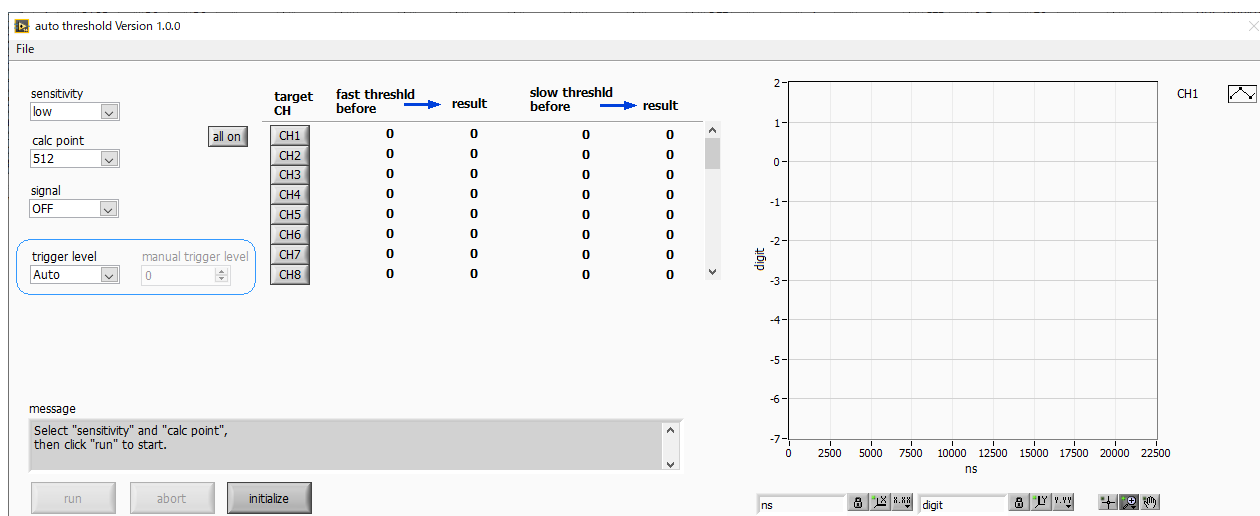 auto threshold Version 1.0.0
File
sensitivity
low
calc point
512
signal
OFF
trigger level
Auto
manual trigger level
0
all on
target CH
fast threshld before
result
slow threshld before
result
CH1 0 0 0 0
CH2 0 0 0 0
CH3 0 0 0 0
CH4 0 0 0 0
CH5 0 0 0 0
CH6 0 0 0 0
CH7 0 0 0 0
CH8 0 0 0 0
message
Select "sensitivity" and "calc point",
then click "run" to start.
run
abort
initialize
CH1
digit
2
1
0
-1
-2
-3
-4
-5
-6
-7
0 2500 5000 7500 10000 12500 15000 17500 20000 22500
ns
ns
X
X.XX
digit
Y
Y.YY